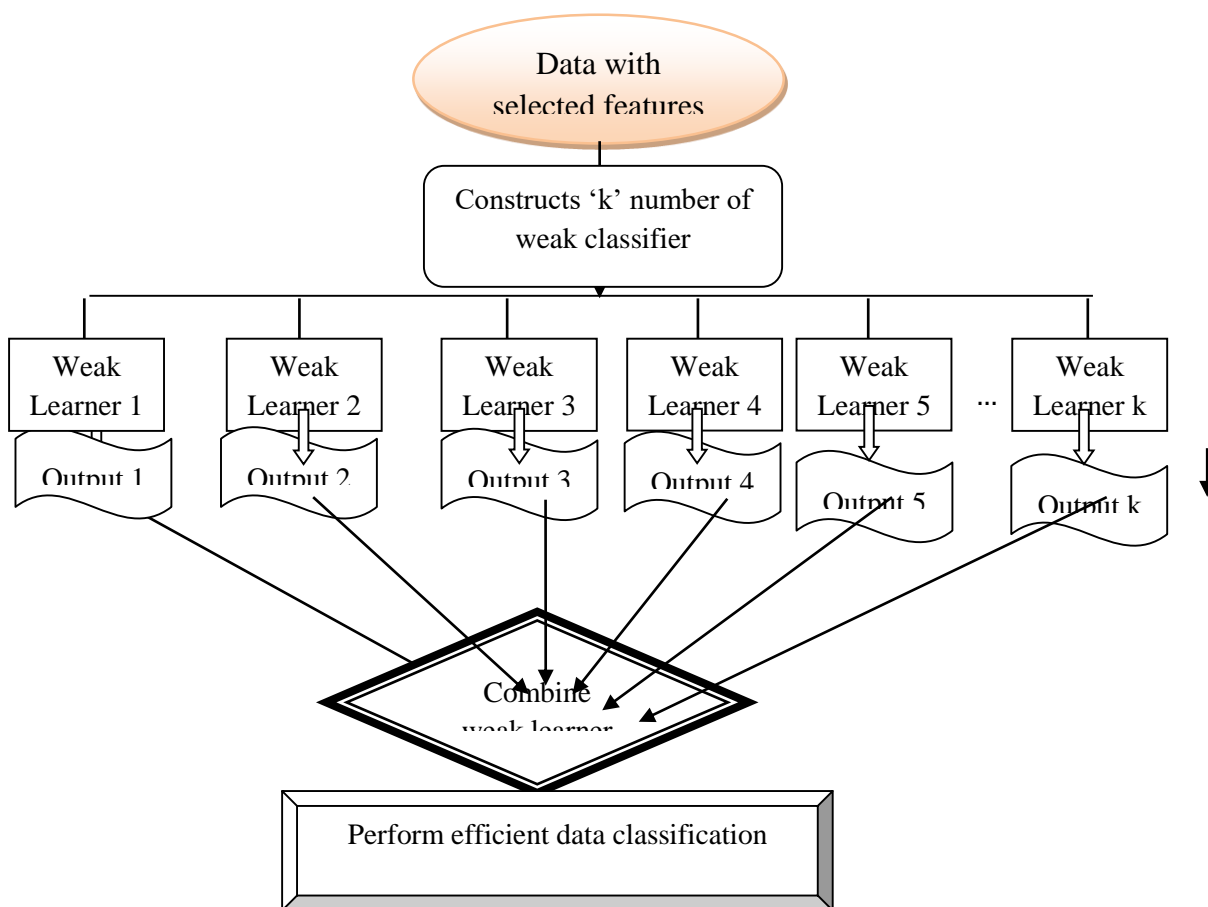 Data with
selected features
Constructs ‘k’ number of
weak classifier
Weak
Learner 1
Weak
Learner 2
Weak
Learner 3
Weak
Learner 4
Weak
Learner 5
...
Weak
Learner k
Output 1
Output 2
Output 3
Output 4
Output 5
Output k
Combine
weak learner
Perform efficient data classification